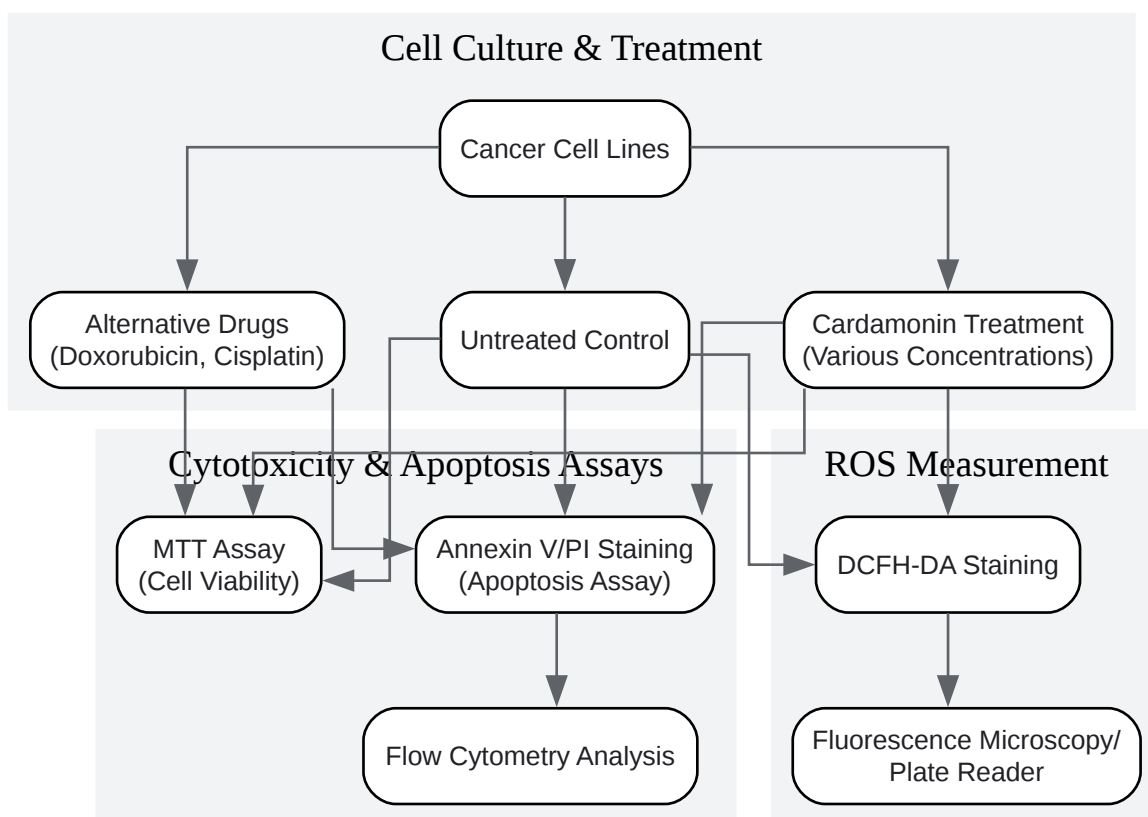 Cell Culture & Treatment
Cancer Cell Lines
Alternative Drugs
(Doxorubicin, Cisplatin)
Untreated Control
Cardamonin Treatment
(Various Concentrations)
Cytotoxicity & Apoptosis Assays
ROS Measurement
MTT Assay
(Cell Viability)
Annexin V/PI Staining
(Apoptosis Assay)
DCFH-DA Staining
Flow Cytometry Analysis
Fluorescence Microscopy/
Plate Reader